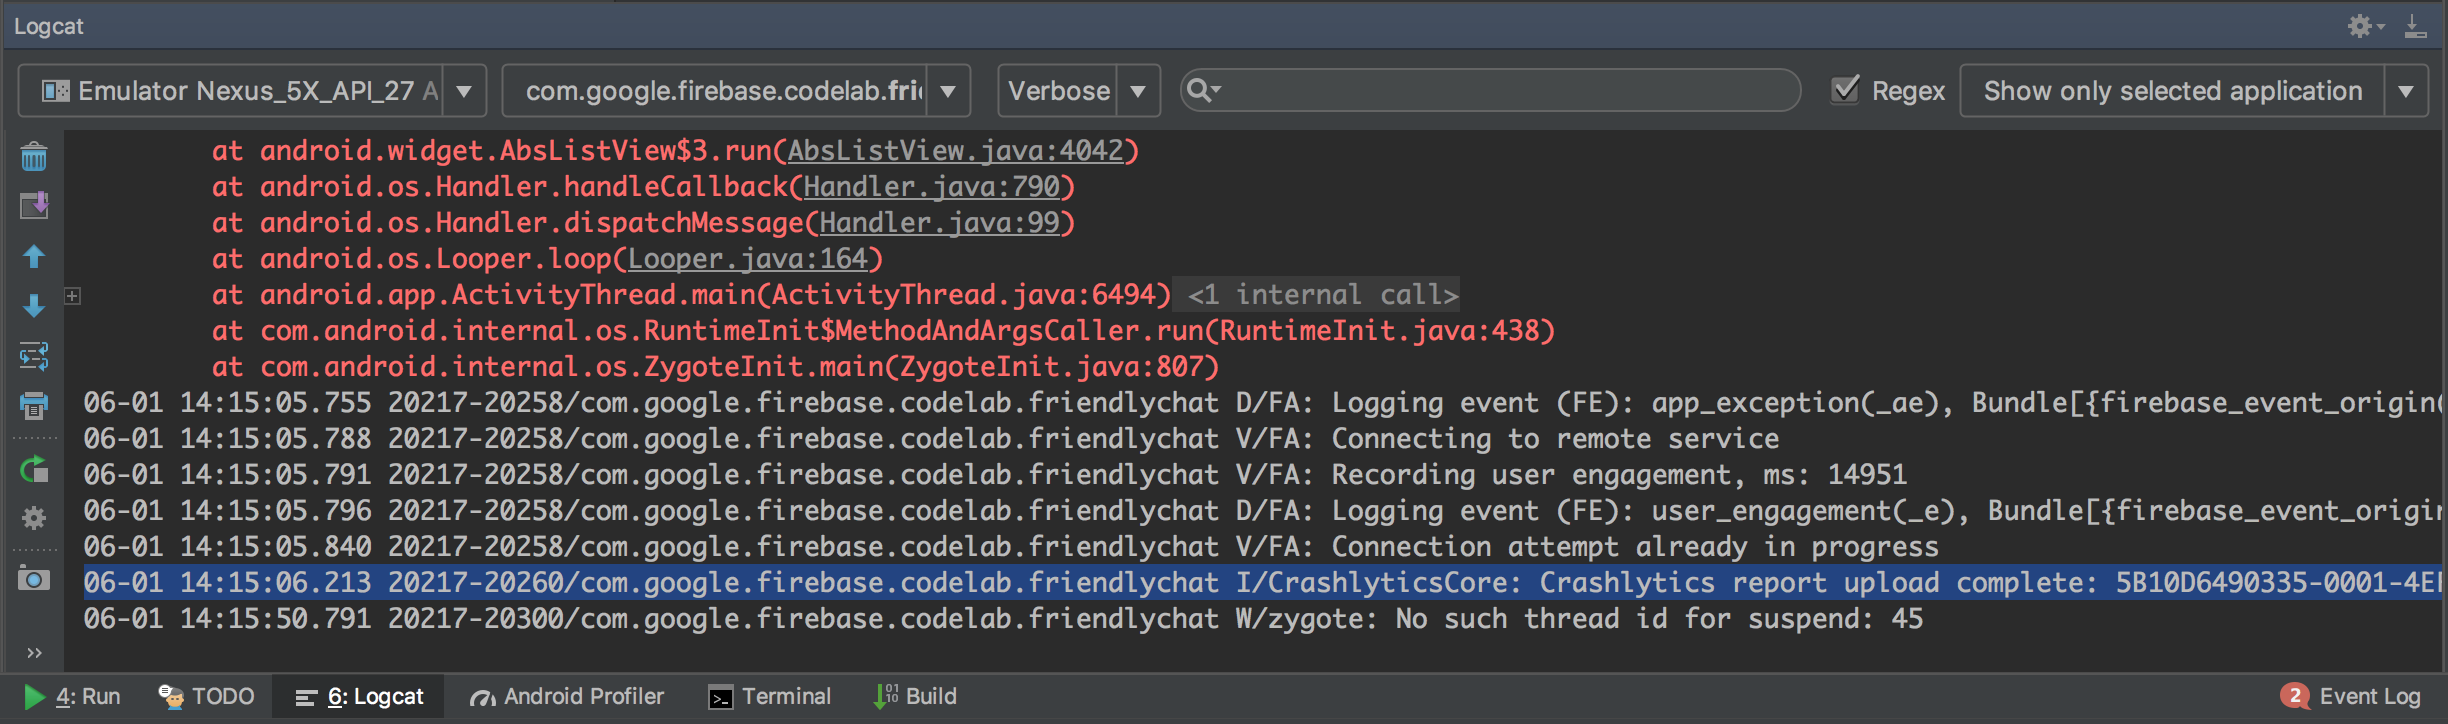 Logcat
Emulator Nexus_5X_API_27 A
com.google.firebase.codelab.frie
Verbose
Regex
Show only selected application
at android.widget.AbsListView$3.run(AbsListView.java:4042)
at android.os.Handler.handleCallback(Handler.java:790)
at android.os.Handler.dispatchMessage(Handler.java:99)
at android.os.Looper.loop(Looper.java:164)
at android.app.ActivityThread.main(ActivityThread.java:6494) <1 internal call>
at com.android.internal.os.RuntimeInit$MethodAndArgsCaller.run(RuntimeInit.java:438)
at com.android.internal.os.ZygoteInit.main(ZygoteInit.java:807)
06-01 14:15:05.755 20217-20258/com.google.firebase.codelab.friendlychat D/FA: Logging event (FE): app_exception(_ae), Bundle[{firebase_event_origin(
06-01 14:15:05.788 20217-20258/com.google.firebase.codelab.friendlychat V/FA: Connecting to remote service
06-01 14:15:05.791 20217-20258/com.google.firebase.codelab.friendlychat V/FA: Recording user engagement, ms: 14951
06-01 14:15:05.796 20217-20258/com.google.firebase.codelab.friendlychat D/FA: Logging event (FE): user_engagement(_e), Bundle[{firebase_event_origin
06-01 14:15:05.840 20217-20258/com.google.firebase.codelab.friendlychat V/FA: Connection attempt already in progress
06-01 14:15:06.213 20217-20260/com.google.firebase.codelab.friendlychat I/CrashlyticsCore: Crashlytics report upload complete: 5B10D6490335-0001-4E
06-01 14:15:50.791 20217-20300/com.google.firebase.codelab.friendlychat W/zygote: No such thread id for suspend: 45
4: Run
TODO
6: Logcat
Android Profiler
Terminal
Build
2 Event Log